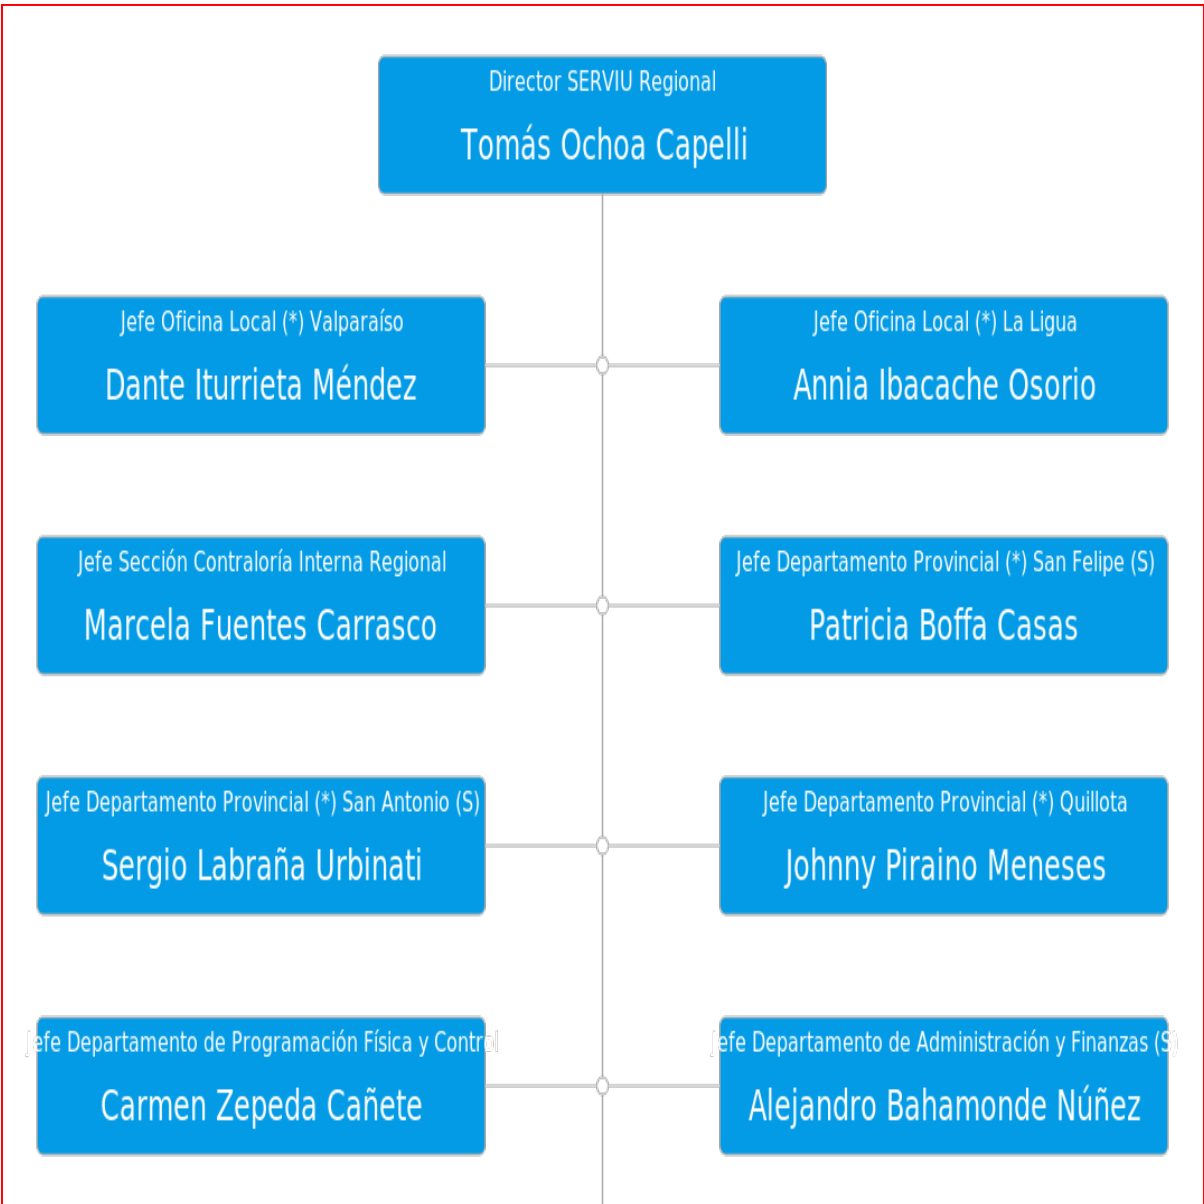 Director SERVIU Regional
Tomás Ochoa Capelli
Jefe Oficina Local (*) Valparaíso
Dante Iturrieta Méndez
Jefe Oficina Local (*) La Ligua
Annia Ibacache Osorio
Jefe Sección Contraloría Interna Regional
Marcela Fuentes Carrasco
Jefe Departamento Provincial (*) San Felipe (S)
Patricia Boffa Casas
Jefe Departamento Provincial (*) San Antonio (S)
Sergio Labraña Urbinati
Jefe Departamento Provincial (*) Quillota
Johnny Piraino Meneses
Jefe Departamento de Programación Física y Control
Carmen Zepeda Cañete
Jefe Departamento de Administración y Finanzas (S)
Alejandro Bahamonde Núñez